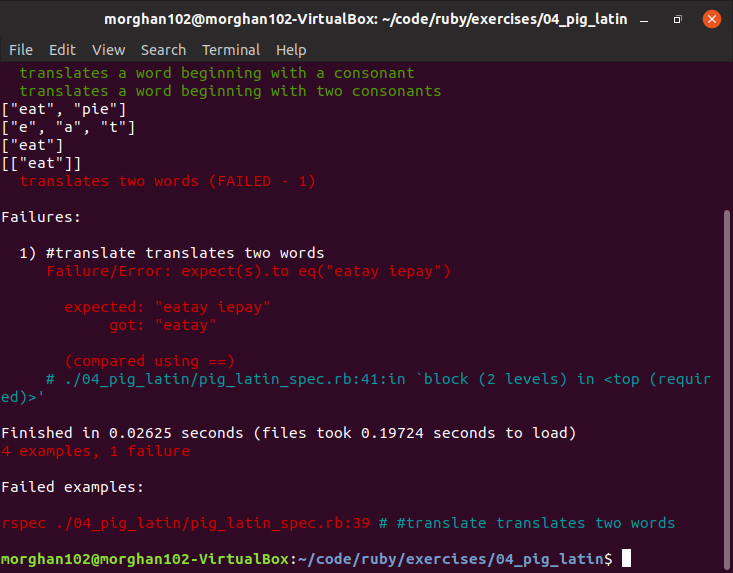 morghan102@morghan102-VirtualBox: ~/code/ruby/exercises/04_pig_latin
File Edit View Search Terminal Help
translates a word beginning with a consonant
translates a word beginning with two consonants
["eat", "pie"]
["e", "a", "t"]
["eat"]
[["eat"]]
translates two words (FAILED - 1)
Failures:
1) #translate translates two words
Failure/Error: expect(s).to eq("eatay iepay")
expected: "eatay iepay"
got: "eatay"
(compared using ==)
# ./04_pig_latin/pig_latin_spec.rb:41:in `block (2 levels) in <top (requir
ed)>'
Finished in 0.02625 seconds (files took 0.19724 seconds to load)
4 examples, 1 failure
Failed examples:
rspec ./04_pig_latin/pig_latin_spec.rb:39 # #translate translates two words
morghan102@morghan102-VirtualBox:~/code/ruby/exercises/04_pig_latin$